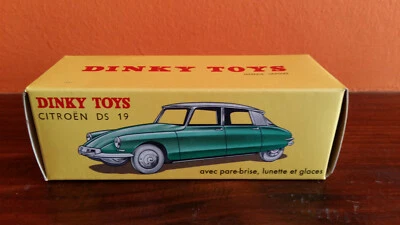 DINKY TOYS
DINKY TOYS
CITROËN DS 19
avec pare-brise, lunette et glaces